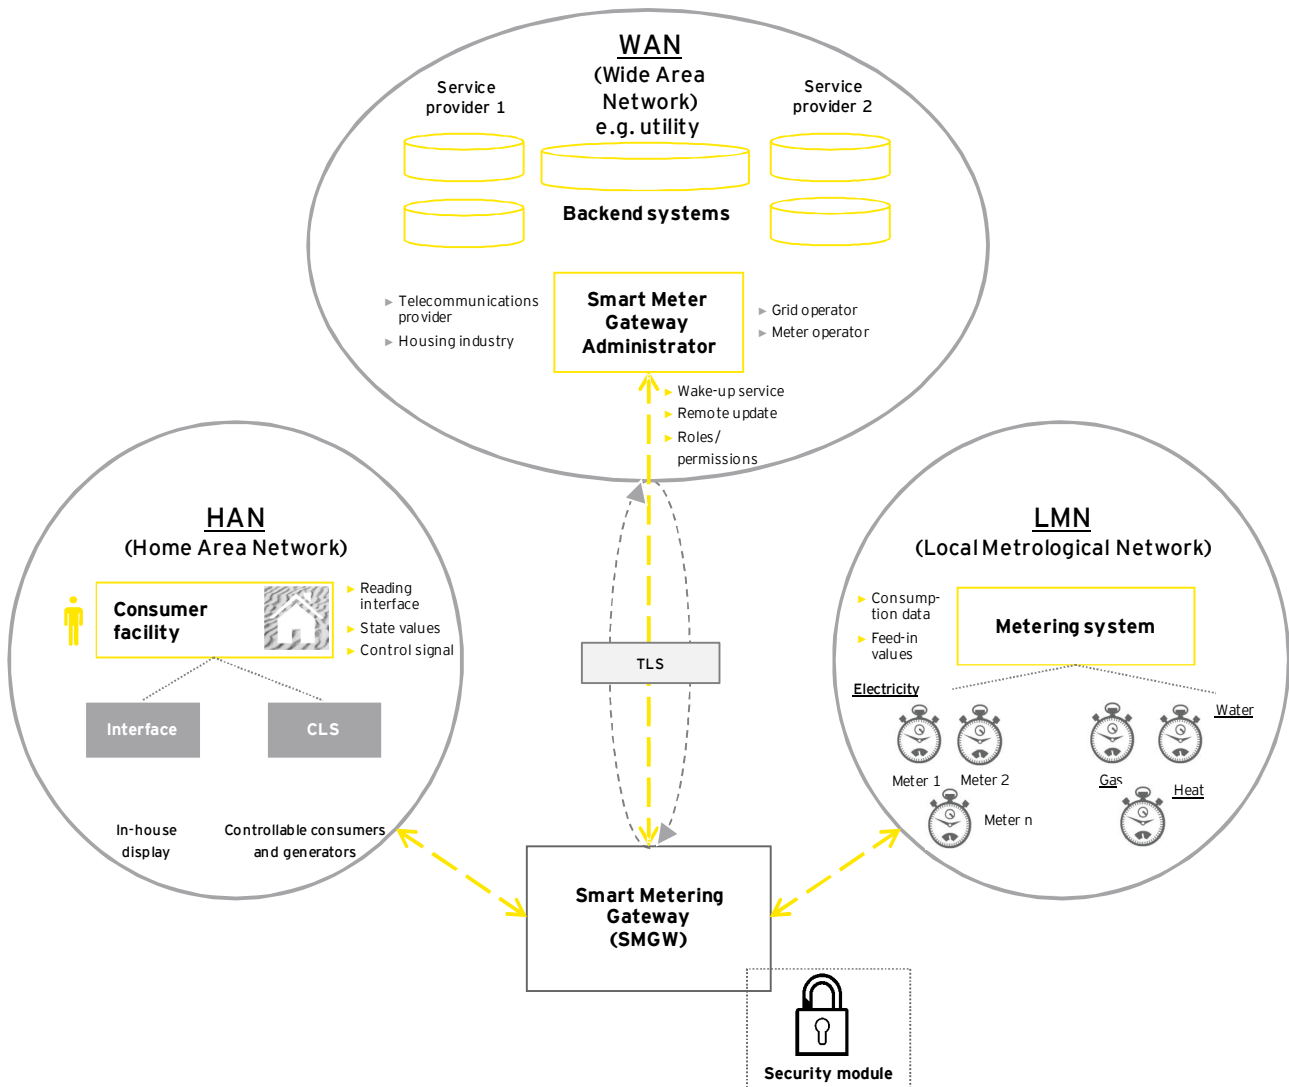 WAN
(Wide Area
Network)
e.g. utility
Service
provider 1
Service
provider 2
Backend systems
► Telecommunications
provider
► Housing industry
Smart Meter
Gateway
Administrator
► Grid operator
► Meter operator
► Wake-up service
► Remote update
► Roles/
permissions
HAN
(Home Area Network)
Consumer
facility
► Reading
interface
► State values
► Control signal
Interface
CLS
In-house
display
Controllable consumers
and generators
TLS
LMN
(Local Metrological Network)
► Consump-
tion data
► Feed-in
values
Metering system
Electricity
Water
Meter 1
Meter 2
Gas
Heat
Meter n
Smart Metering
Gateway
(SMGW)
Security module